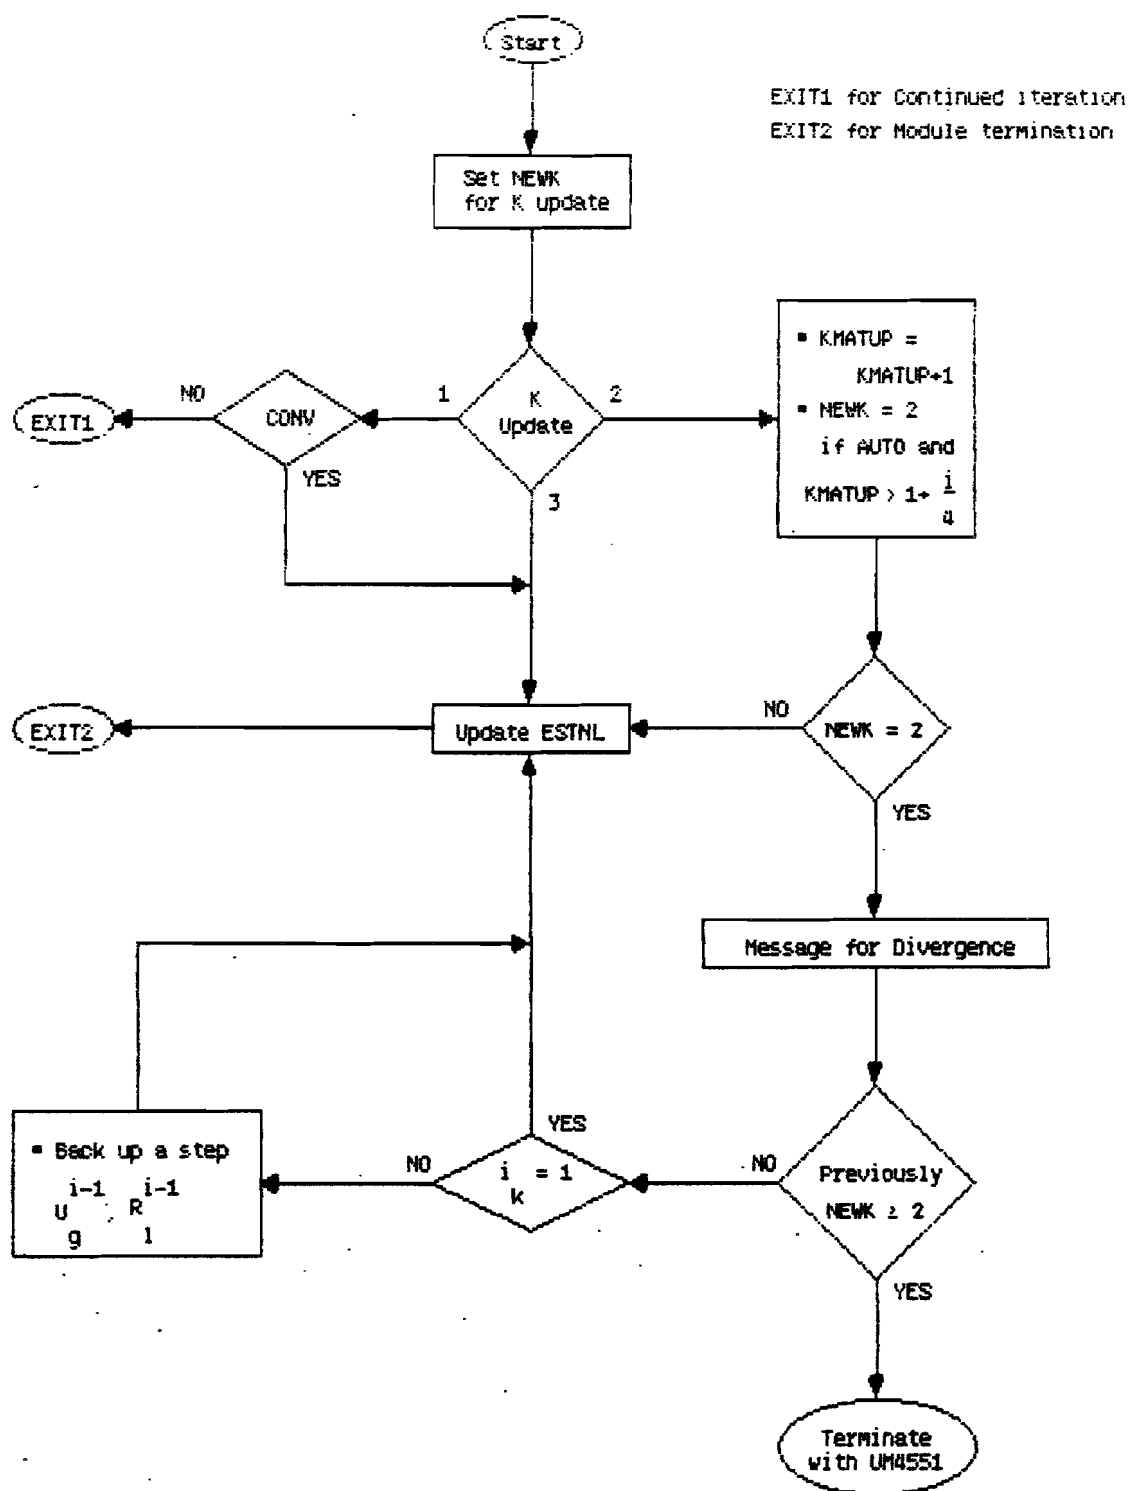 Start
EXIT1 for Continued iteration
EXIT2 for Module termination
Set NEWK
for K update
▪ KMATUP =
KMATUP+1
▪ NEWK = 2
if AUTO and
KMATUP > 1+ i
4
NO
1
K
Update
2
EXIT1
CONV
YES
3
EXIT2
Update ESTNL
NO
NEWK = 2
YES
Message for Divergence
▪ Back up a step
i-1 i-1
U , R
g l
NO
YES
i = 1
k
NO
Previously
NEWK ≥ 2
YES
Terminate
with UM4551